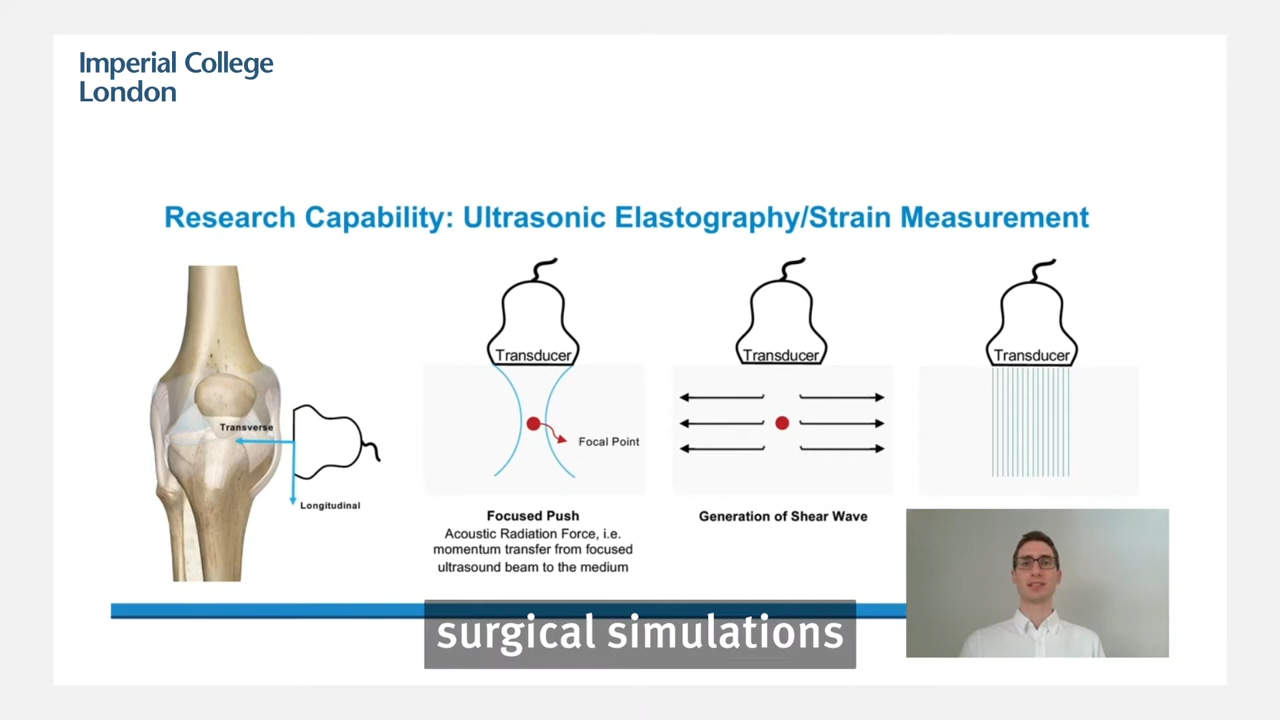 Imperial College
London
Research Capability: Ultrasonic Elastography/Strain Measurement
Transverse
Longitudinal
Transducer
Focal Point
Focused Push
Acoustic Radiation Force, i.e.
momentum transfer from focused
ultrasound beam to the medium
Transducer
Generation of Shear Wave
Transducer
surgical simulations